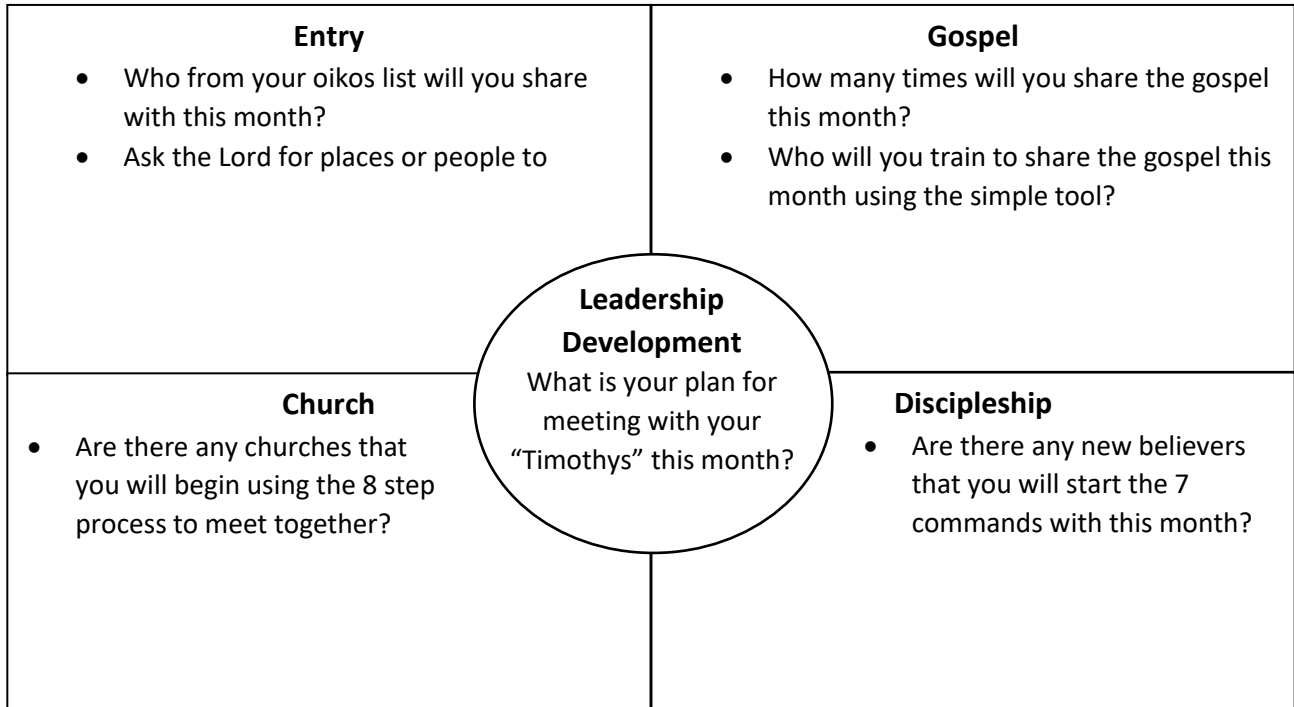 Entry
• Who from your oikos list will you share
with this month?
• Ask the Lord for places or people to
Gospel
• How many times will you share the gospel
this month?
• Who will you train to share the gospel this
month using the simple tool?
Leadership
Development
What is your plan for
meeting with your
“Timothys” this month?
Church
• Are there any churches that
you will begin using the 8 step
process to meet together?
Discipleship
• Are there any new believers
that you will start the 7
commands with this month?